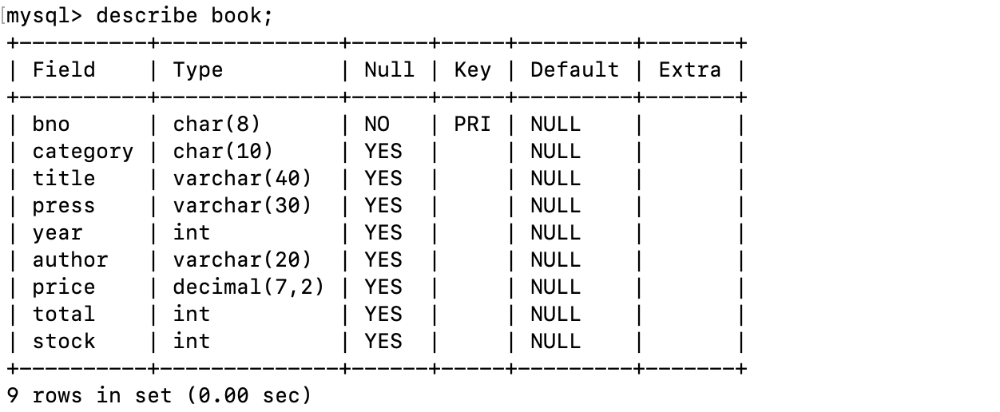 [mysql> describe book;
+----------+--------------+------+-----+---------+-------+
| Field    | Type         | Null | Key | Default | Extra |
+----------+--------------+------+-----+---------+-------+
| bno      | char(8)      | NO   | PRI | NULL    |       |
| category | char(10)     | YES  |     | NULL    |       |
| title    | varchar(40)  | YES  |     | NULL    |       |
| press    | varchar(30)  | YES  |     | NULL    |       |
| year     | int          | YES  |     | NULL    |       |
| author   | varchar(20)  | YES  |     | NULL    |       |
| price    | decimal(7,2) | YES  |     | NULL    |       |
| total    | int          | YES  |     | NULL    |       |
| stock    | int          | YES  |     | NULL    |       |
+----------+--------------+------+-----+---------+-------+
9 rows in set (0.00 sec)